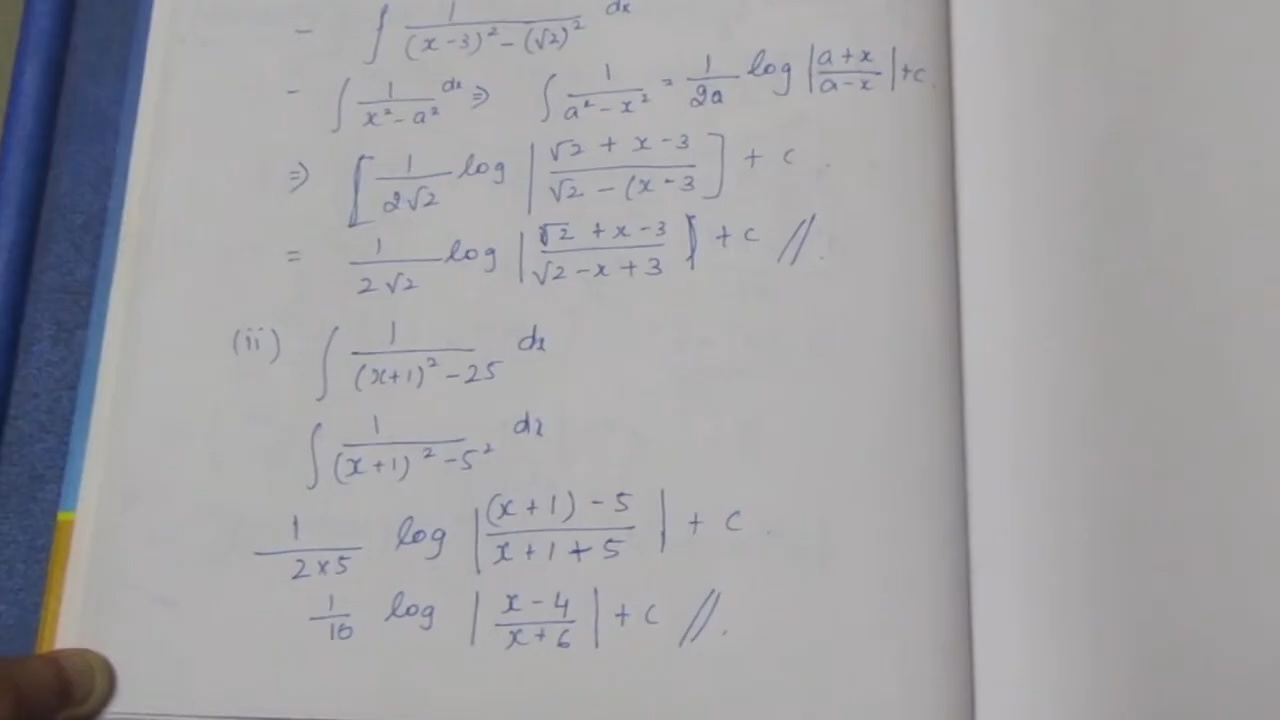 - ∫ 1/((x-3)² - (√2)²) dx
- ∫ 1/(x² - a²) dx ⇒ ∫ 1/(a² - x²) = 1/2a log |(a+x)/(a-x)| + c
⇒ [1/(2√2) log |(√2 + x - 3)/(√2 - (x - 3)] + c
= 1/(2√2) log |(√2 + x - 3)/(√2 - x + 3)| + c //.
(ii) ∫ 1/((x+1)² - 25) dx
∫ 1/((x+1)² - 5²) dx
1/(2×5) log |((x+1) - 5)/(x+1+5)| + c
1/10 log |(x-4)/(x+6)| + c //.